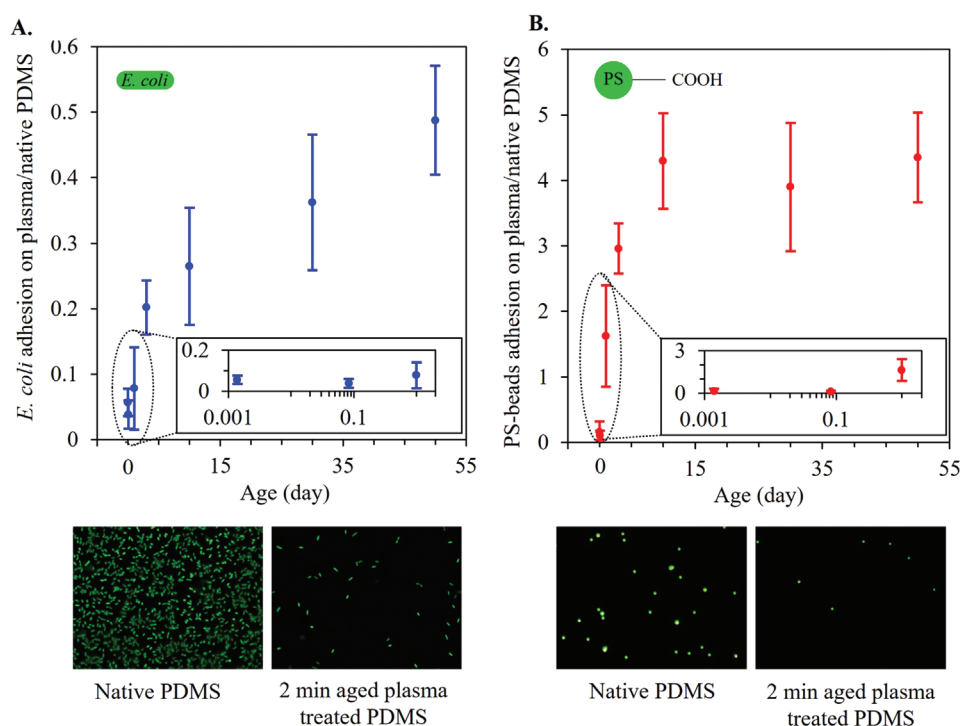 A.
E. coli adhesion on plasma/native PDMS
0.6
0.5
0.4
0.3
0.2
0.1
0
E. coli
0.2
0
0.001
0.1
0
15
35
55
Age (day)
Native PDMS
2 min aged plasma
treated PDMS
B.
PS-beads adhesion on plasma/native PDMS
6
5
4
3
2
1
0
PS
COOH
3
0
0.001
0.1
0
15
35
55
Age (day)
Native PDMS
2 min aged plasma
treated PDMS